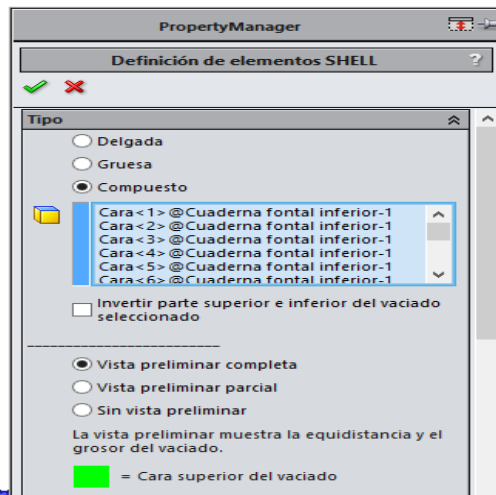 PropertyManager
Definición de elementos SHELL
?
Tipo
Delgada
Gruesa
Compuesto
Cara<1>@Cuaderna fontal inferior-1
Cara<2>@Cuaderna fontal inferior-1
Cara<3>@Cuaderna fontal inferior-1
Cara<4>@Cuaderna fontal inferior-1
Cara<5>@Cuaderna fontal inferior-1
Cara<6>@Cuaderna fontal inferior-1
Invertir parte superior e inferior del vaciado
seleccionado
Vista preliminar completa
Vista preliminar parcial
Sin vista preliminar
La vista preliminar muestra la equidistancia y el
grosor del vaciado.
= Cara superior del vaciado